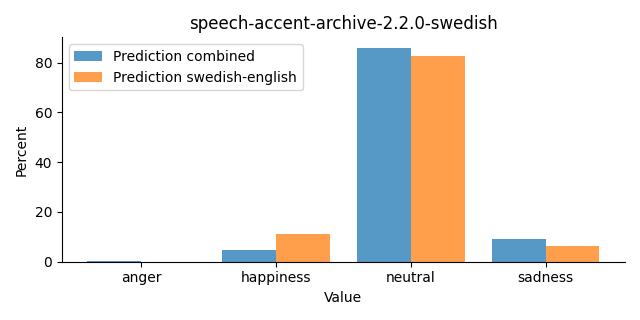 speech-accent-archive-2.2.0-swedish
Prediction combined
Prediction swedish-english
Percent
80
60
40
20
0
anger happiness neutral sadness
Value